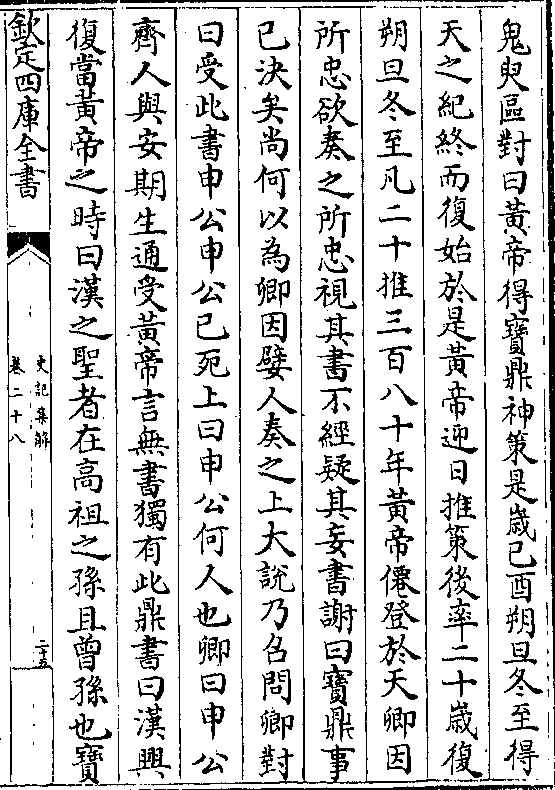 鬼臾區對曰黃帝得寶鼎神策是歲己酉朔旦冬至得
天之紀終而復始於是黃帝迎日推策後率二十歲復
朔旦冬至凡二十推三百八十年黃帝僊登於天卿因
所忠欲奏之所忠視其書不經疑其妄書謝曰寶鼎事
已決矣尚何以為卿因嬖人奏之上大說乃召問卿對
曰受此書申公申公已死上曰申公何人也卿曰申公
齊人與安期生通受黃帝言無書獨有此鼎書曰漢興
復當黃帝之時曰漢之聖者在高祖之孫且曾孫也寶
欽定四庫全書
史記集解
卷二十八
二十五